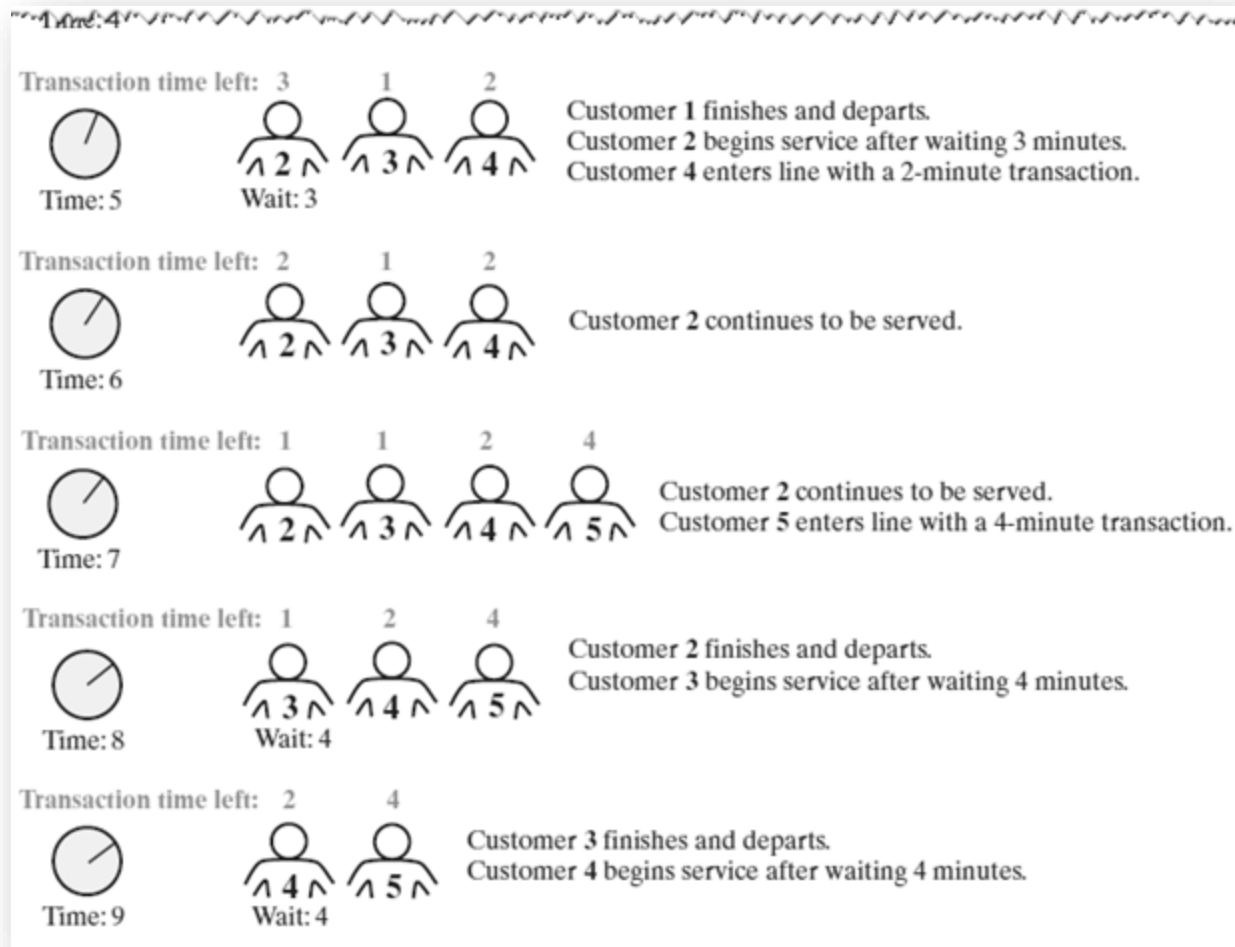 Time: 4
Transaction time left: 3 1 2
Customer 1 finishes and departs.
Customer 2 begins service after waiting 3 minutes.
Customer 4 enters line with a 2-minute transaction.
2 3 4
Time: 5
Wait: 3
Transaction time left: 2 1 2
Customer 2 continues to be served.
2 3 4
Time: 6
Transaction time left: 1 1 2 4
Customer 2 continues to be served.
Customer 5 enters line with a 4-minute transaction.
2 3 4 5
Time: 7
Transaction time left: 1 2 4
Customer 2 finishes and departs.
Customer 3 begins service after waiting 4 minutes.
3 4 5
Time: 8
Wait: 4
Transaction time left: 2 4
Customer 3 finishes and departs.
Customer 4 begins service after waiting 4 minutes.
4 5
Time: 9
Wait: 4